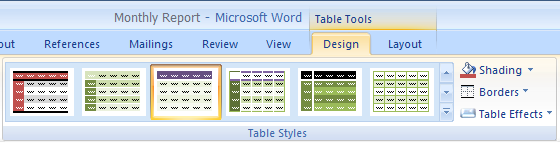 Monthly Report - Microsoft Word Table Tools
out References Mailings Review View Design Layout
Shading
Borders
Table Effects
Table Styles